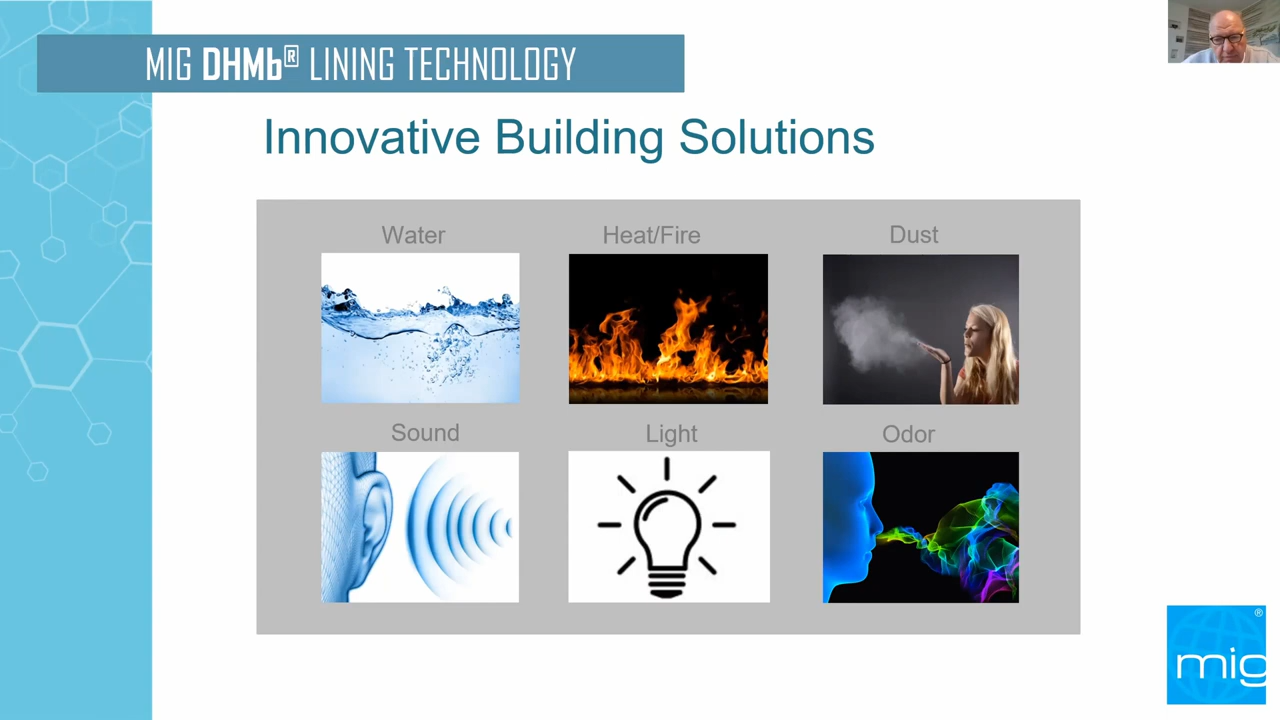 MIG DHMb® LINING TECHNOLOGY
Innovative Building Solutions
Water Heat/Fire Dust
Sound Light Odor
mig®